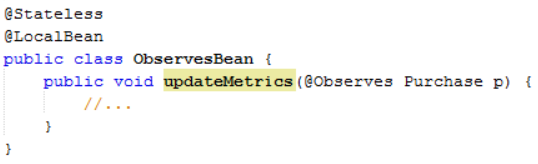 @Stateless
@LocalBean
public class ObservesBean {
    public void updateMetrics(@Observes Purchase p) {
        //...
    }
}